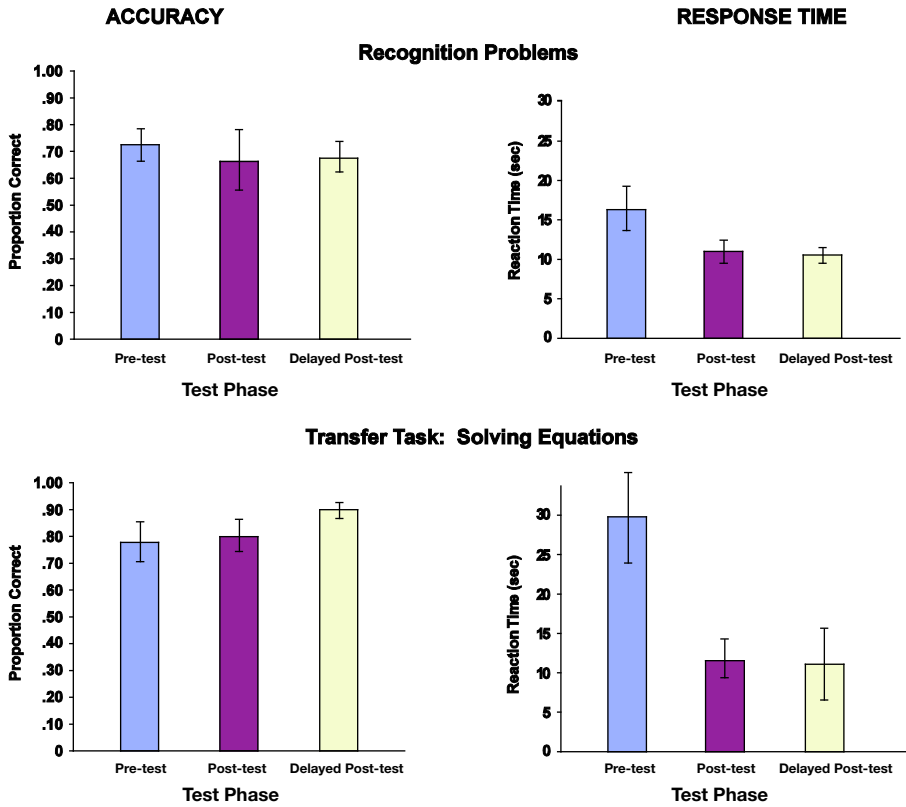 ACCURACY
RESPONSE TIME
Recognition Problems
Proportion Correct
1.00
.90
.80
.70
.60
.50
.40
.30
.20
.10
0
Pre-test
Post-test
Delayed Post-test
Test Phase
Reaction Time (sec)
30
25
20
15
10
5
0
Pre-test
Post-test
Delayed Post-test
Test Phase
Transfer Task: Solving Equations
Proportion Correct
1.00
.90
.80
.70
.60
.50
.40
.30
.20
.10
0
Pre-test
Post-test
Delayed Post-test
Test Phase
Reaction Time (sec)
30
25
20
15
10
5
0
Pre-test
Post-test
Delayed Post-test
Test Phase